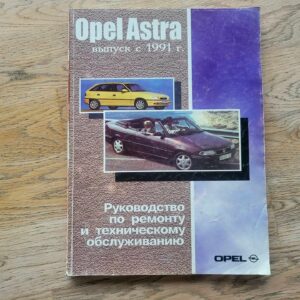 Opel Astra
выпуск с 1991 г.
Руководство
по ремонту
и техническому
обслуживанию
OPEL